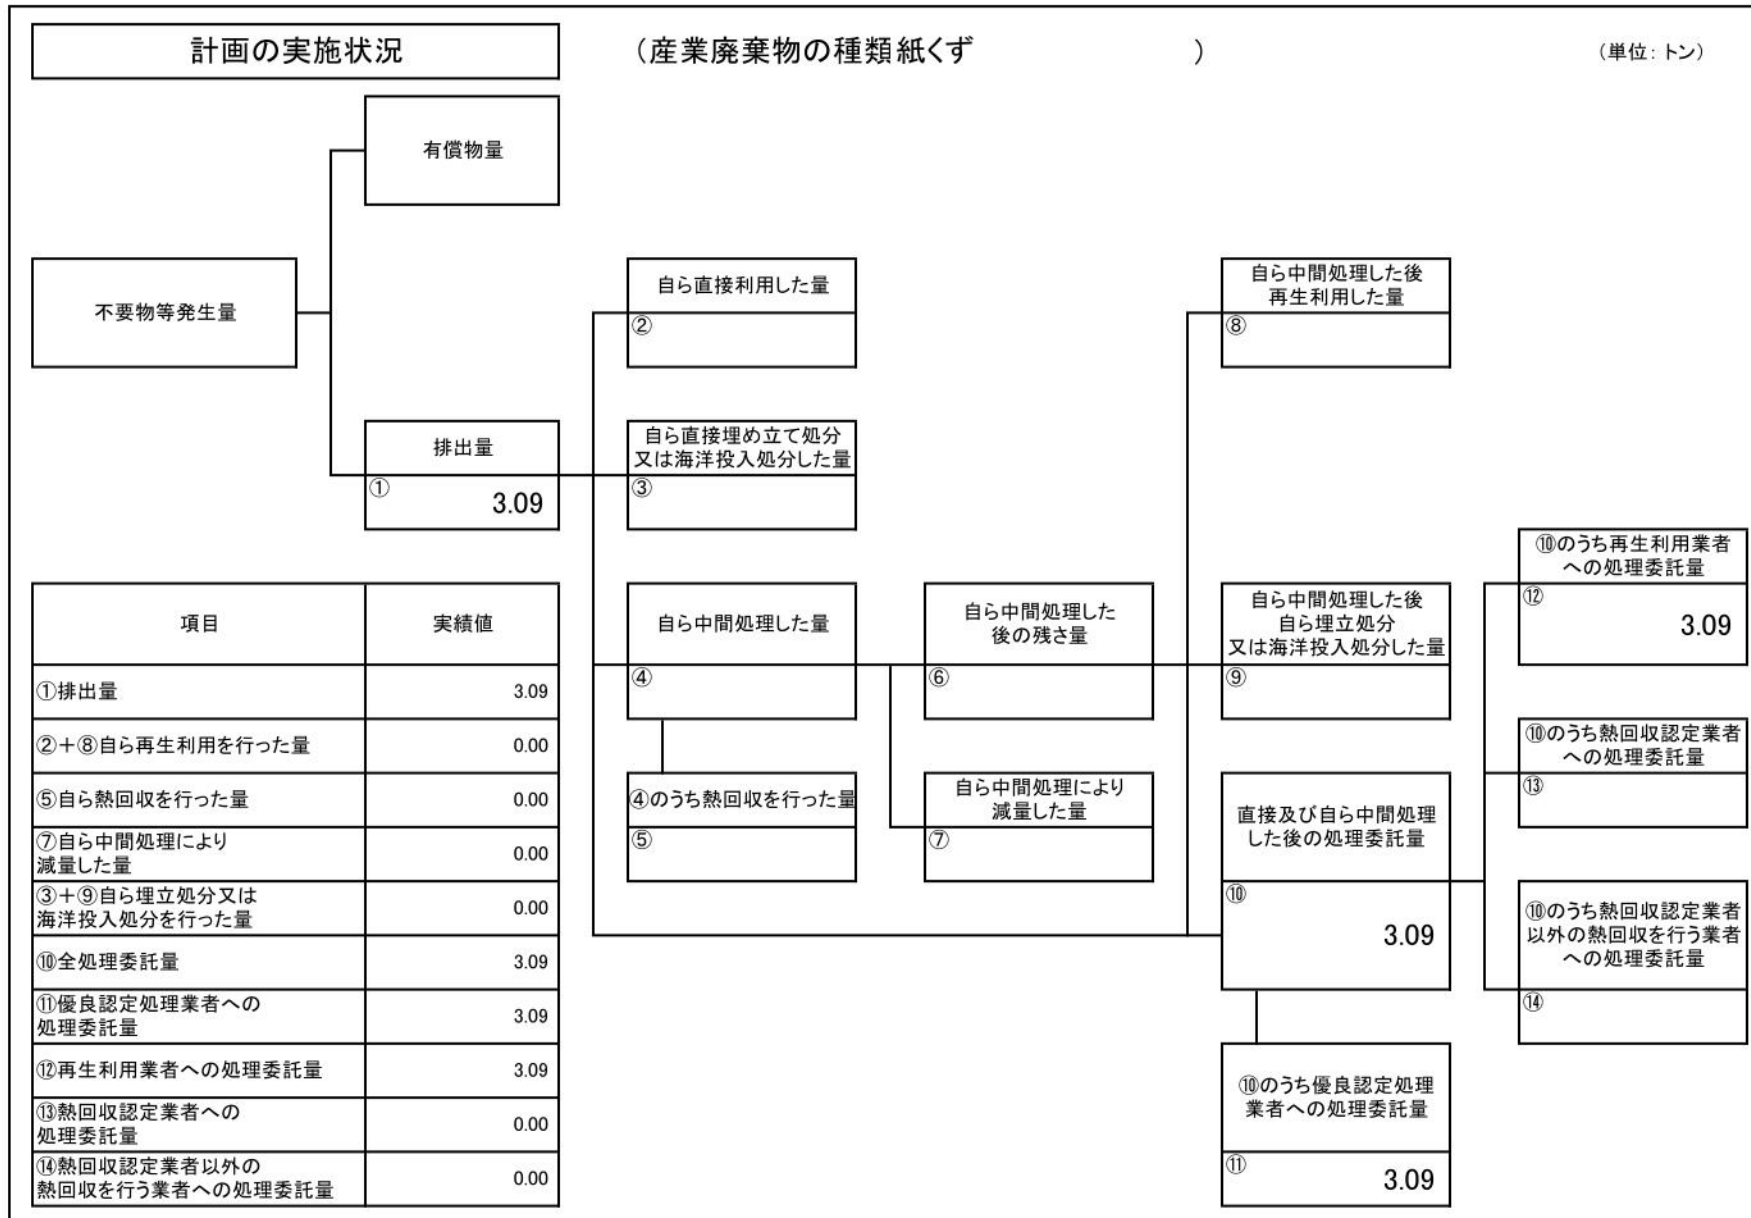 計画の実施状況
（産業廃棄物の種類紙くず　　　　　　）
（単位：トン）
有償物量
不要物等発生量
自ら直接利用した量
②
自ら中間処理した後
再生利用した量
⑧
排出量
①
3.09
自ら直接埋め立て処分
又は海洋投入処分した量
③
⑩のうち再生利用業者
への処理委託量
⑫
3.09
自ら中間処理した量
④
自ら中間処理した
後の残さ量
⑥
自ら中間処理した後
自ら埋立処分
又は海洋投入処分した量
⑨
⑩のうち熱回収認定業者
への処理委託量
⑬
④のうち熱回収を行った量
⑤
自ら中間処理により
減量した量
⑦
直接及び自ら中間処理
した後の処理委託量
⑩
3.09
⑩のうち熱回収認定業者
以外の熱回収を行う業者
への処理委託量
⑭
⑩のうち優良認定処理
業者への処理委託量
⑪
3.09
項目 実績値
①排出量 3.09
②＋⑧自ら再生利用を行った量 0.00
⑤自ら熱回収を行った量 0.00
⑦自ら中間処理により
減量した量 0.00
③＋⑨自ら埋立処分又は
海洋投入処分を行った量 0.00
⑩全処理委託量 3.09
⑪優良認定処理業者への
処理委託量 3.09
⑫再生利用業者への処理委託量 3.09
⑬熱回収認定業者への
処理委託量 0.00
⑭熱回収認定業者以外の
熱回収を行う業者への処理委託量 0.00